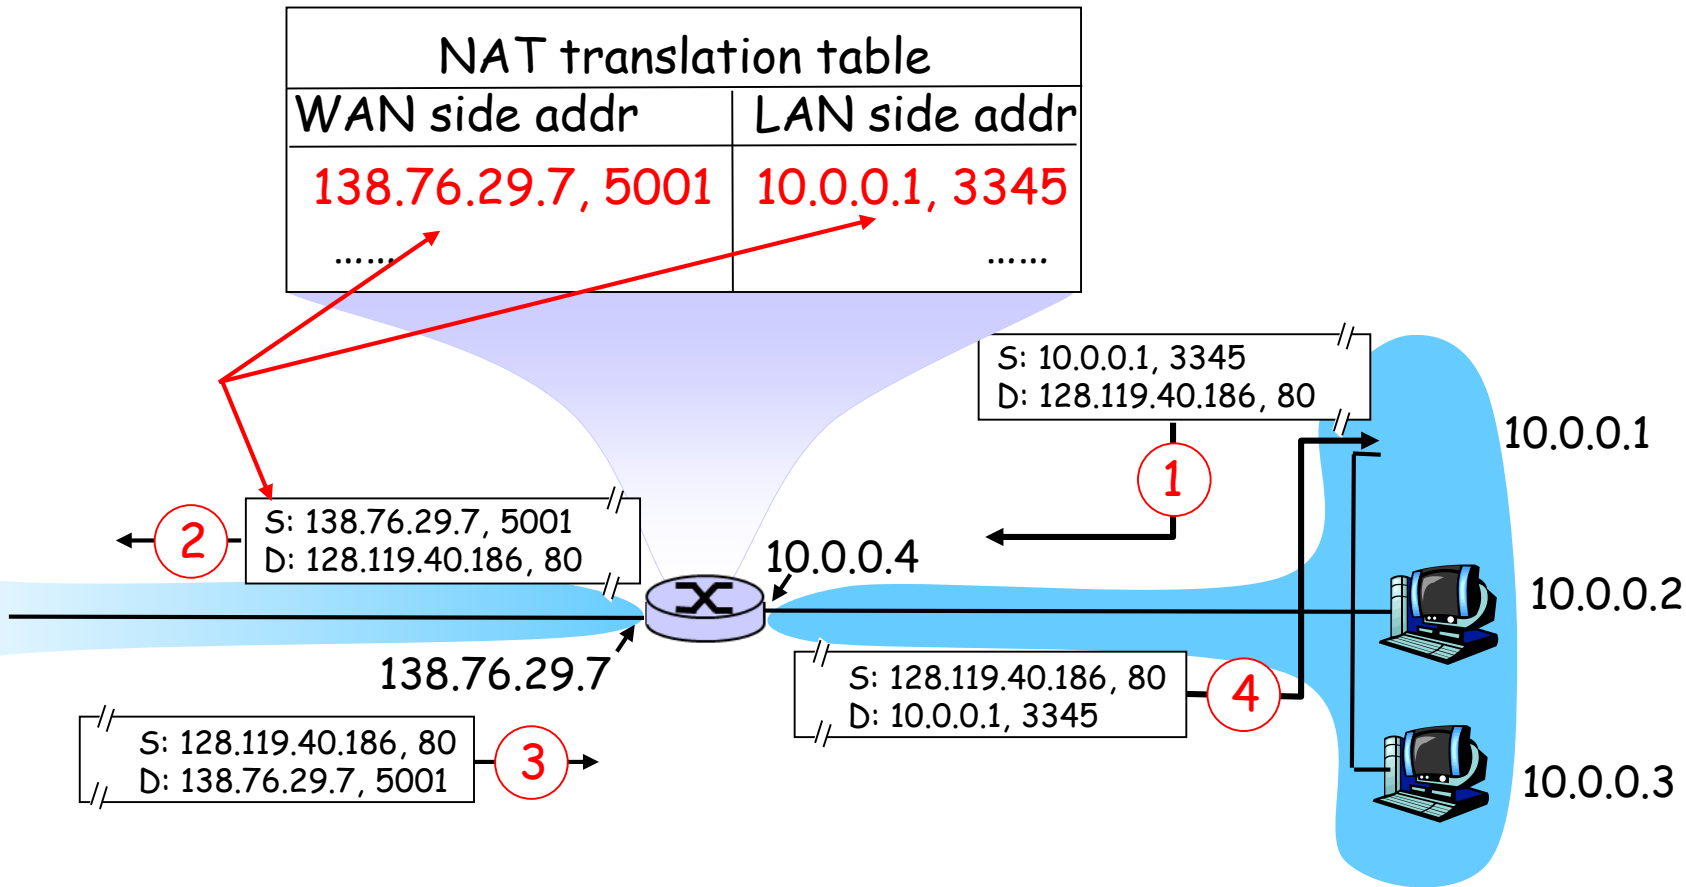 NAT translation table
WAN side addr LAN side addr
138.76.29.7, 5001 10.0.0.1, 3345
...... ......
S: 10.0.0.1, 3345
D: 128.119.40.186, 80
1
10.0.0.1
2
S: 138.76.29.7, 5001
D: 128.119.40.186, 80
10.0.0.4
10.0.0.2
138.76.29.7
S: 128.119.40.186, 80
D: 10.0.0.1, 3345
4
S: 128.119.40.186, 80
D: 138.76.29.7, 5001
3
10.0.0.3